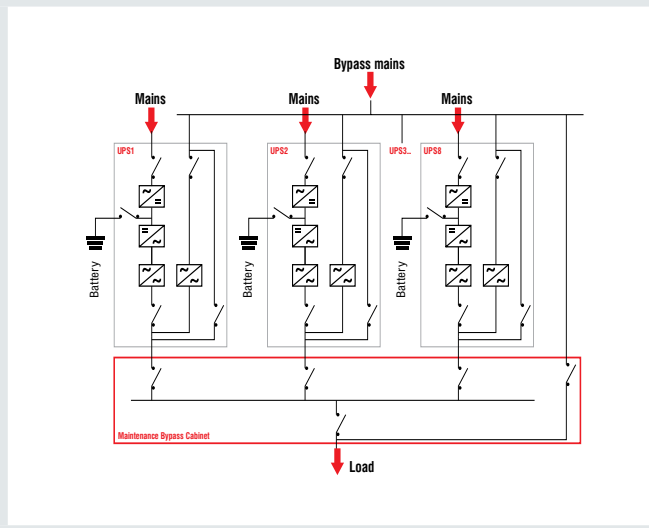 Bypass mains
Mains
Mains
Mains
UPS1
UPS2
UPS3...
UPS8
Battery
Battery
Battery
Maintenance Bypass Cabinet
Load